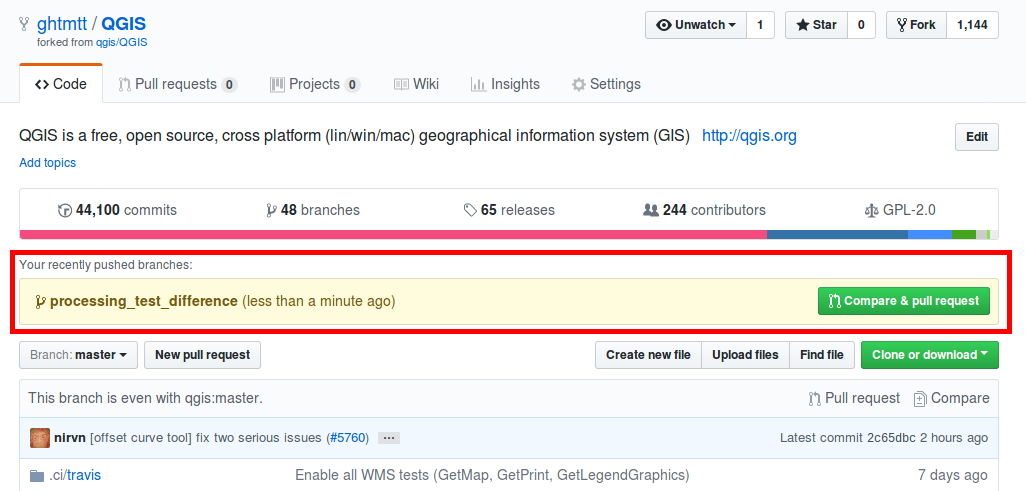 ghtmtt / QGIS
forked from qgis/QGIS
Unwatch 1 Star 0 Fork 1,144
Code Pull requests 0 Projects 0 Wiki Insights Settings
QGIS is a free, open source, cross platform (lin/win/mac) geographical information system (GIS) http://qgis.org Edit
Add topics
44,100 commits 48 branches 65 releases 244 contributors GPL-2.0
Your recently pushed branches:
processing_test_difference (less than a minute ago) Compare & pull request
Branch: master New pull request Create new file Upload files Find file Clone or download
This branch is even with qgis:master. Pull request Compare
nirvn [offset curve tool] fix two serious issues (#5760) ... Latest commit 2c65dbc 2 hours ago
.ci/travis Enable all WMS tests (GetMap, GetPrint, GetLegendGraphics) 7 days ago